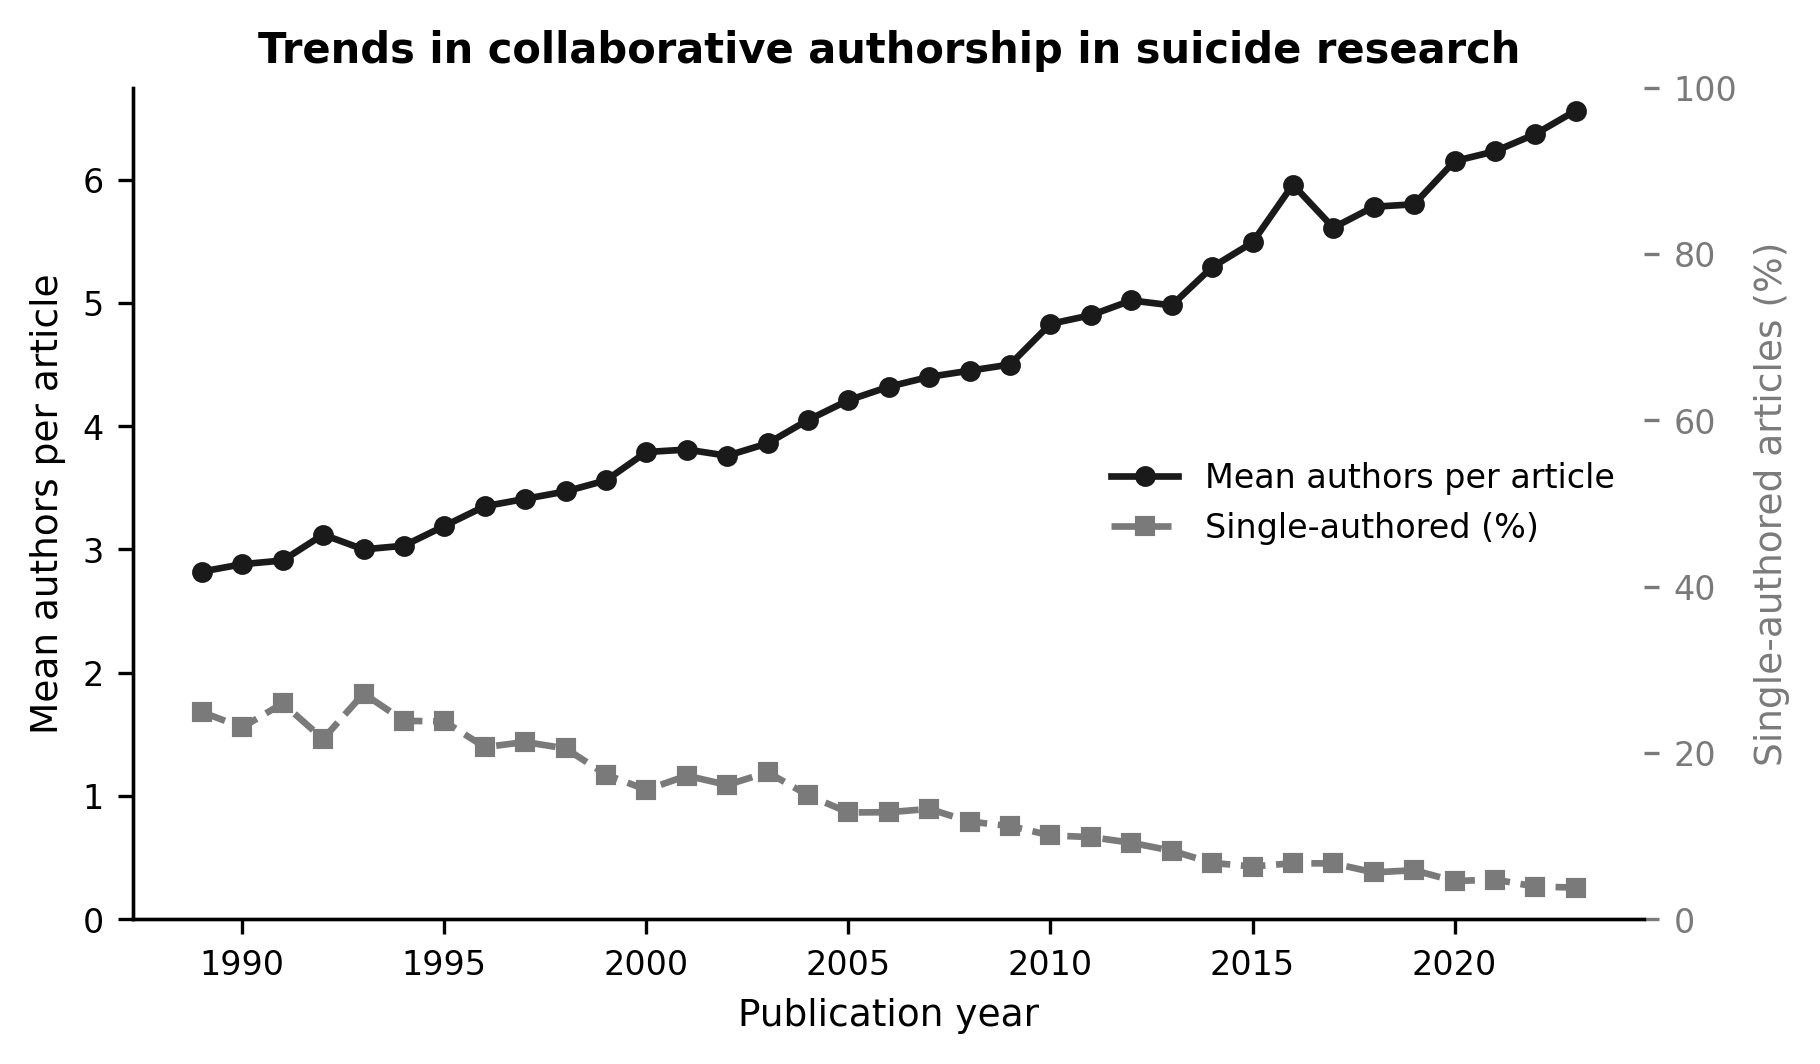 Trends in collaborative authorship in suicide research
Mean authors per article
6
5
4
3
2
1
0
100
80
60
40
20
0
Single-authored articles (%)
Mean authors per article
Single-authored (%)
1990 1995 2000 2005 2010 2015 2020
Publication year